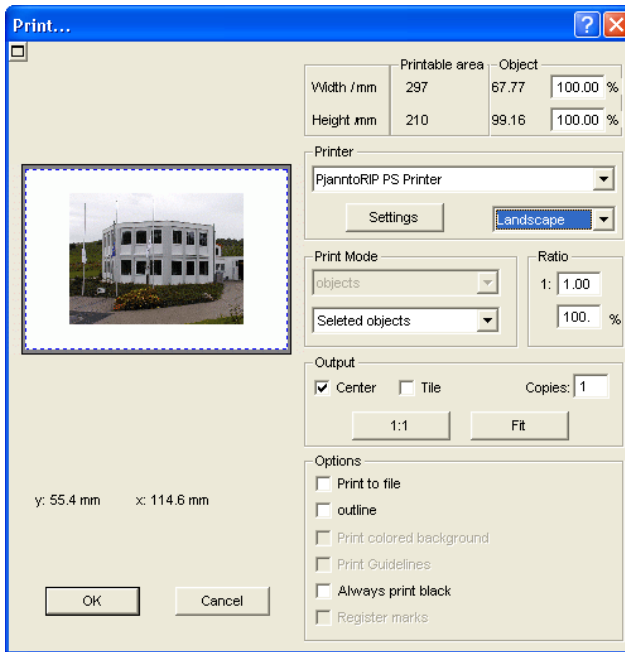 Print...
Printable area Object
Width /mm 297 67.77 100.00 %
Height /mm 210 99.16 100.00 %
Printer
PjanntoRIP PS Printer
Settings Landscape
Print Mode Ratio
objects 1: 1.00
Seleted objects 100. %
Output
Center Tile Copies: 1
1:1 Fit
Options
Print to file
outline
Print colored background
Print Guidelines
Always print black
Register marks
y: 55.4 mm x: 114.6 mm
OK Cancel